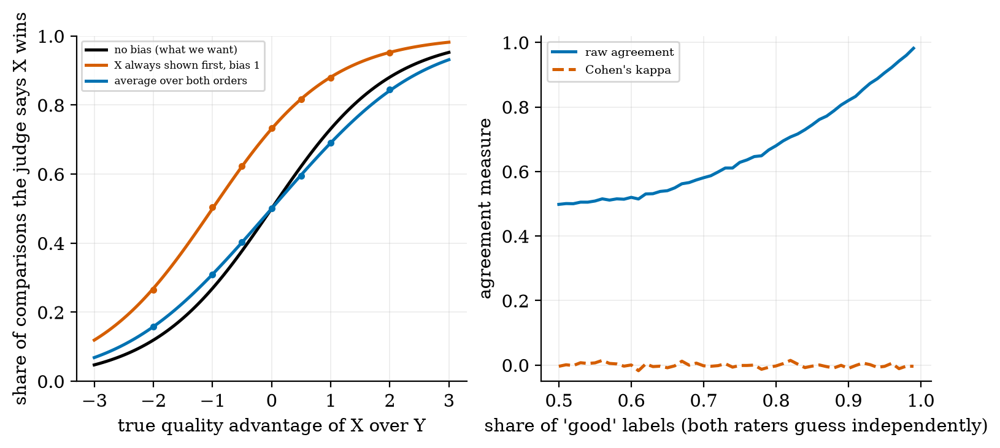 share of comparisons the judge says X wins
1.0
0.8
0.6
0.4
0.2
0.0
no bias (what we want)
X always shown first, bias 1
average over both orders
−3
−2
−1
0
1
2
3
true quality advantage of X over Y
agreement measure
1.0
0.8
0.6
0.4
0.2
0.0
raw agreement
Cohen's kappa
0.5
0.6
0.7
0.8
0.9
1.0
share of 'good' labels (both raters guess independently)